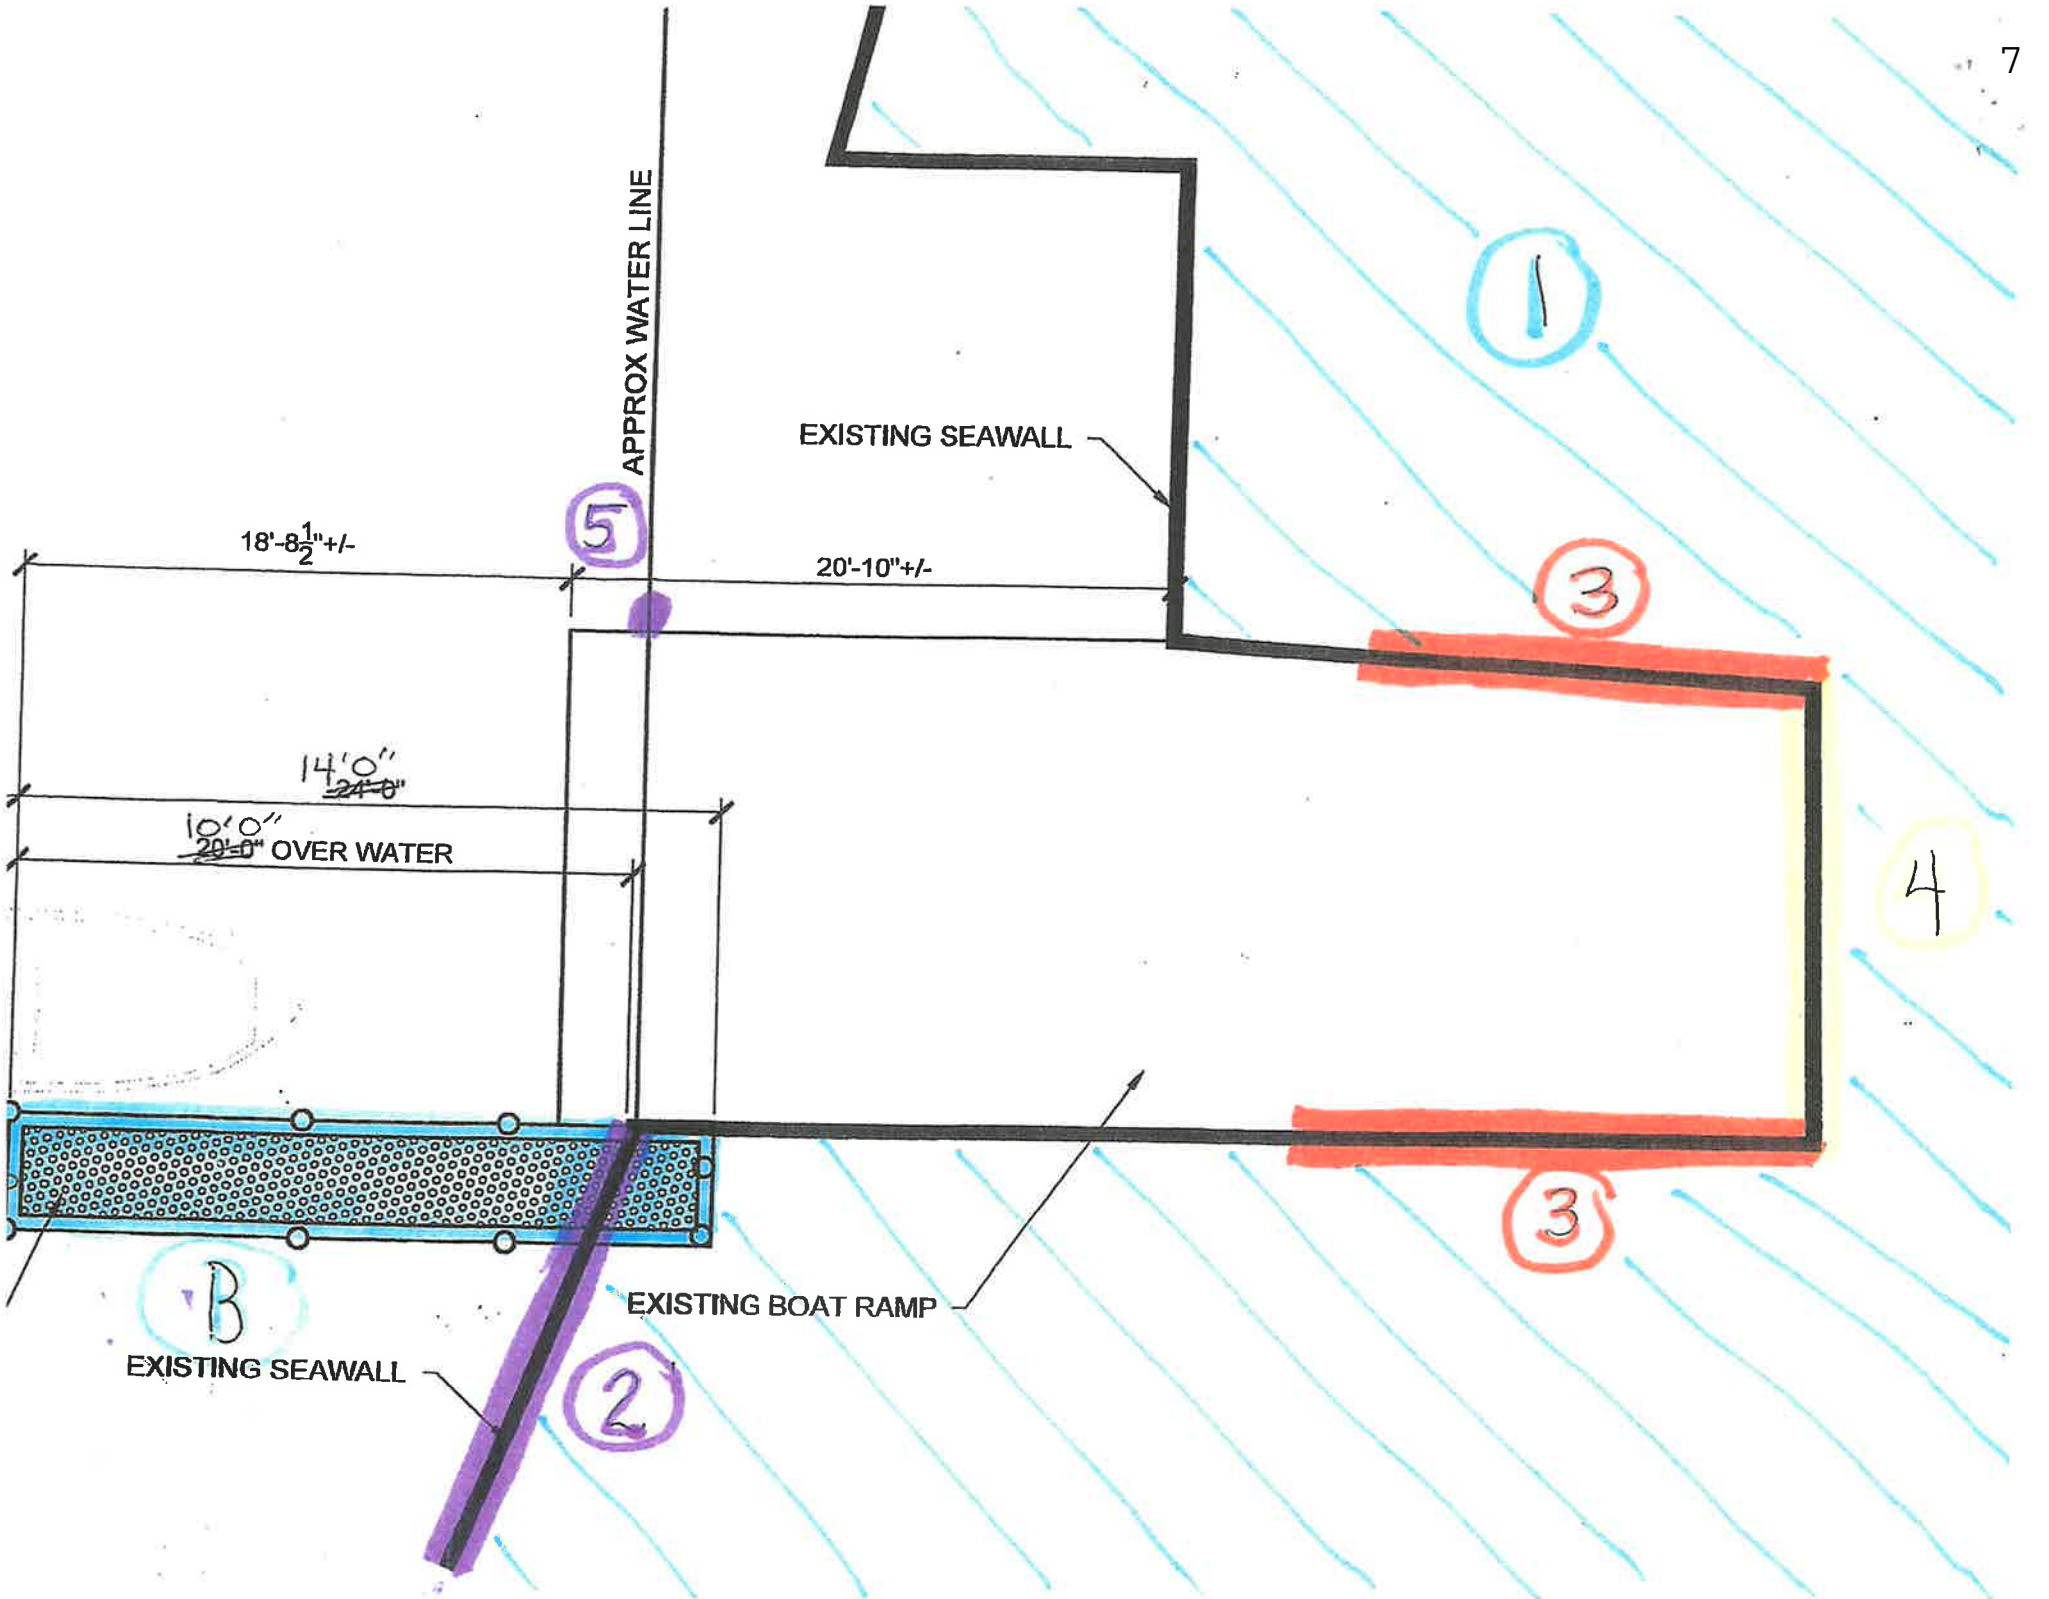 7
APPROX WATER LINE
1
EXISTING SEAWALL
5
18'-8½"+/-
20'-10"+/-
3
14'0"
24'-0"
10'0"
20'-0" OVER WATER
4
B
3
EXISTING BOAT RAMP
EXISTING SEAWALL
2